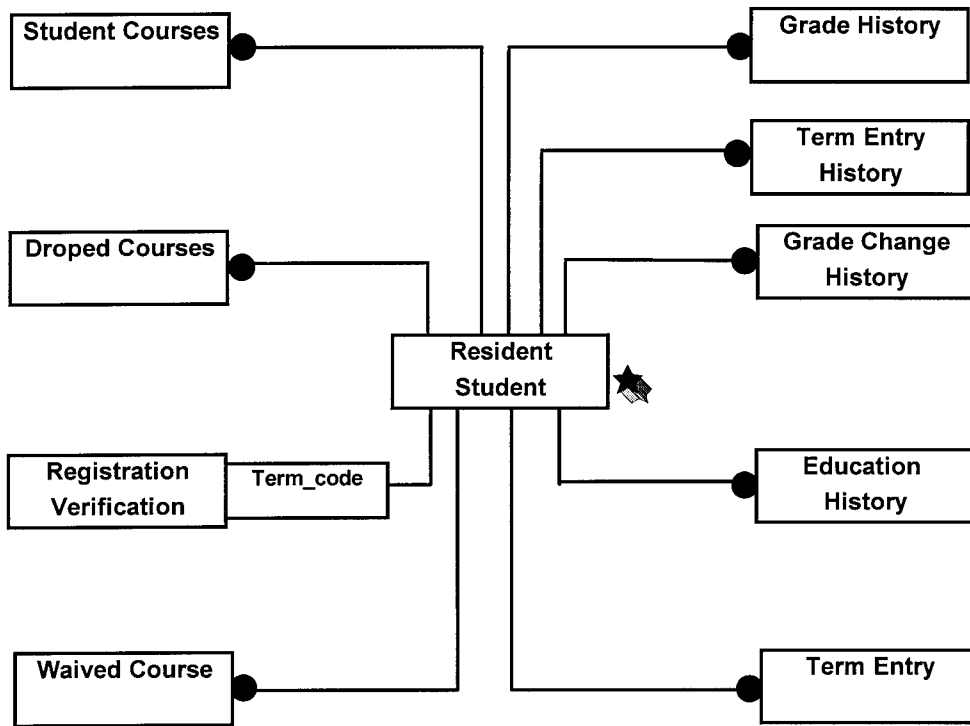 Student Courses
Grade History
Term Entry
History
Droped Courses
Grade Change
History
Resident
Student
Registration
Verification
Term_code
Education
History
Waived Course
Term Entry